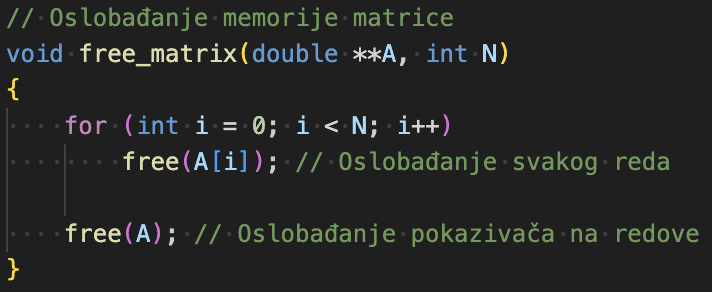 // Oslobađanje memorije matrice
void free_matrix(double **A, int N)
{
    for (int i = 0; i < N; i++)
        free(A[i]); // Oslobađanje svakog reda

    free(A); // Oslobađanje pokazivača na redove
}